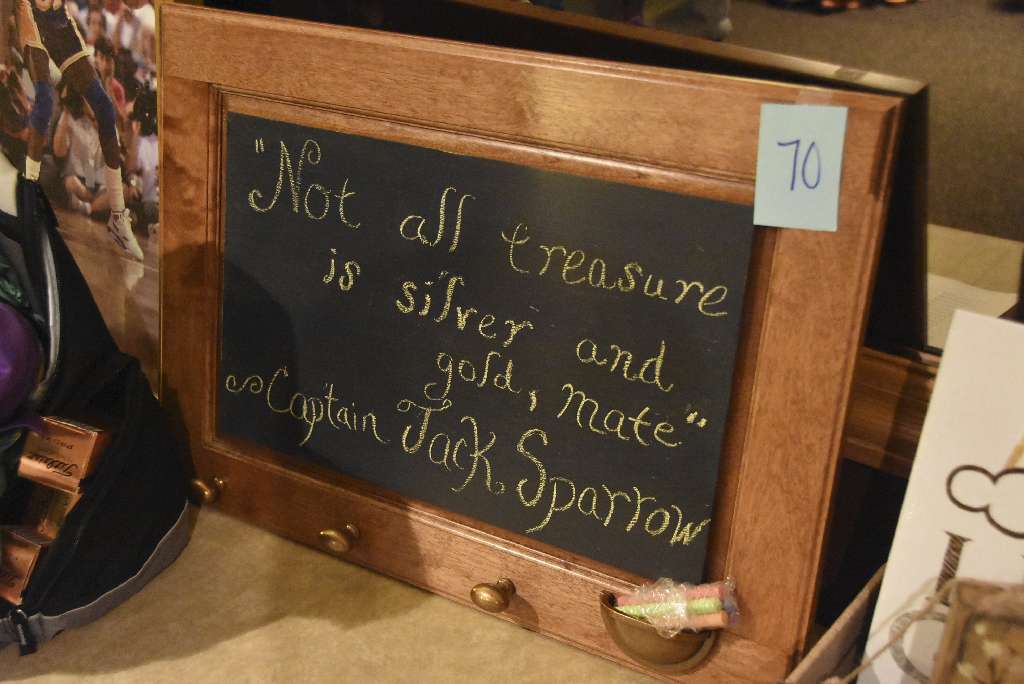 70
"Not all treasure
is silver and
gold, mate"
~Captain Jack Sparrow